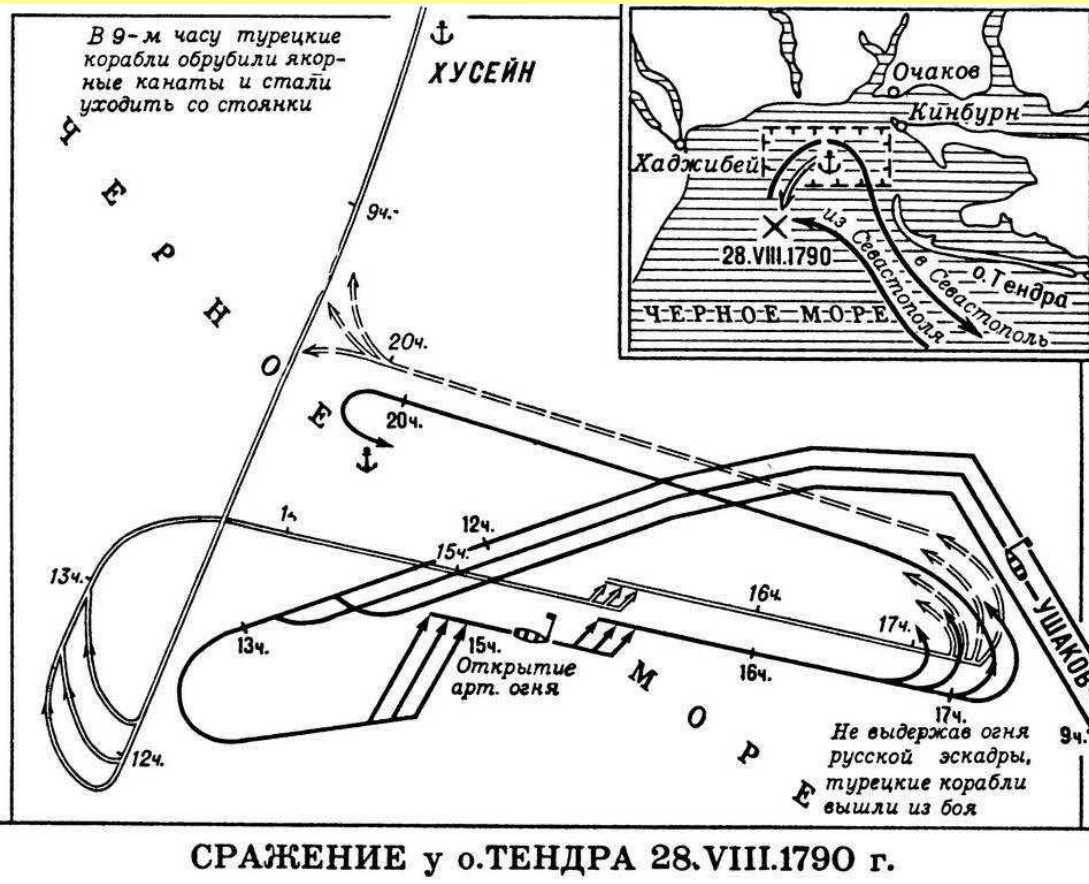 В 9-м часу турецкие
корабли обрубили якор-
ные канаты и стали
уходить со стоянки
ХУСЕЙН
ЧЕРНОЕ
МОРЕ
Очаков
Кинбурн
Хаджибей
28.VIII.1790
из Севастополя
в Севастополь
о.Тендра
ЧЕРНОЕ МОРЕ
9ч.
20ч.
20ч.
1ч
12ч.
15ч.
13ч.
12ч.
13ч.
15ч.
Открытие
арт. огня
16ч.
16ч.
17ч.
17ч.
УШАКОВ
9ч.
Не выдержав огня
русской эскадры,
турецкие корабли
вышли из боя
СРАЖЕНИЕ у о.ТЕНДРА 28.VIII.1790 г.